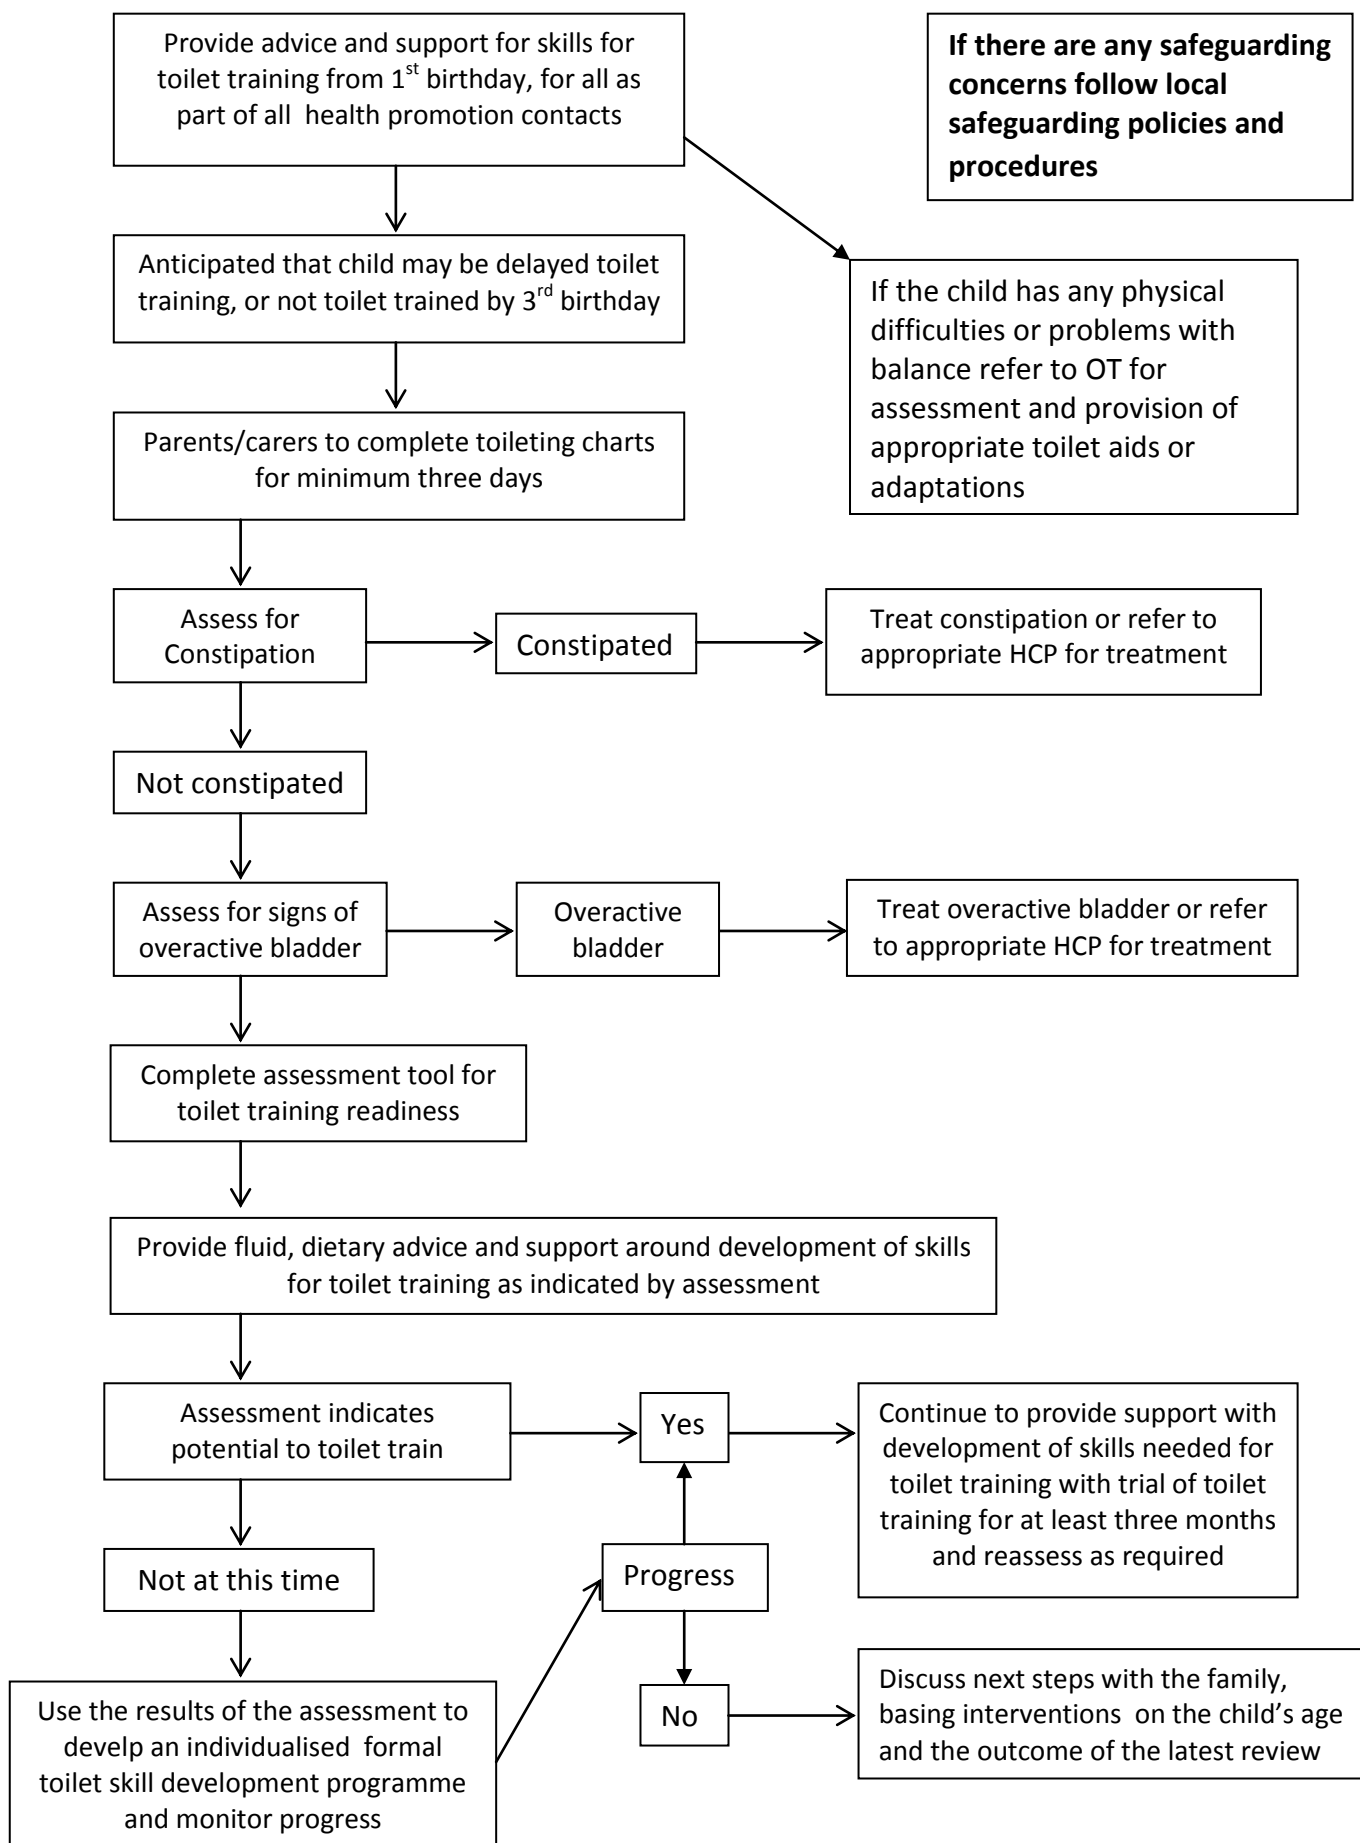 Provide advice and support for skills for
toilet training from 1st birthday, for all as
part of all  health promotion contacts
If there are any safeguarding
concerns follow local
safeguarding policies and
procedures
Anticipated that child may be delayed toilet
training, or not toilet trained by 3rd birthday
If the child has any physical
difficulties or problems with
balance refer to OT for
assessment and provision of
appropriate toilet aids or
adaptations
Parents/carers to complete toileting charts
for minimum three days
Assess for
Constipation
Constipated
Treat constipation or refer to
appropriate HCP for treatment
Not constipated
Assess for signs of
overactive bladder
Overactive
bladder
Treat overactive bladder or refer
to appropriate HCP for treatment
Complete assessment tool for
toilet training readiness
Provide fluid, dietary advice and support around development of skills
for toilet training as indicated by assessment
Assessment indicates
potential to toilet train
Yes
Continue to provide support with
development of skills needed for
toilet training with trial of toilet
training for at least three months
and reassess as required
Not at this time
Progress
Use the results of the assessment to
develp an individualised  formal
toilet skill development programme
and monitor progress
No
Discuss next steps with the family,
basing interventions  on the child's age
and the outcome of the latest review